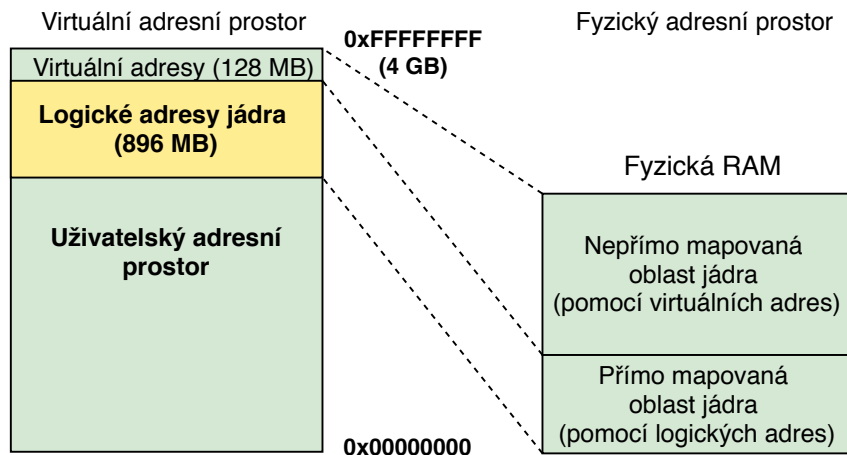 Virtuální adresní prostor
Fyzický adresní prostor
0xFFFFFFFF
(4 GB)
Virtuální adresy (128 MB)
Logické adresy jádra
(896 MB)
Uživatelský adresní
prostor
0x00000000
Fyzická RAM
Nepřímo mapovaná
oblast jádra
(pomocí virtuálních adres)
Přímo mapovaná
oblast jádra
(pomocí logických adres)